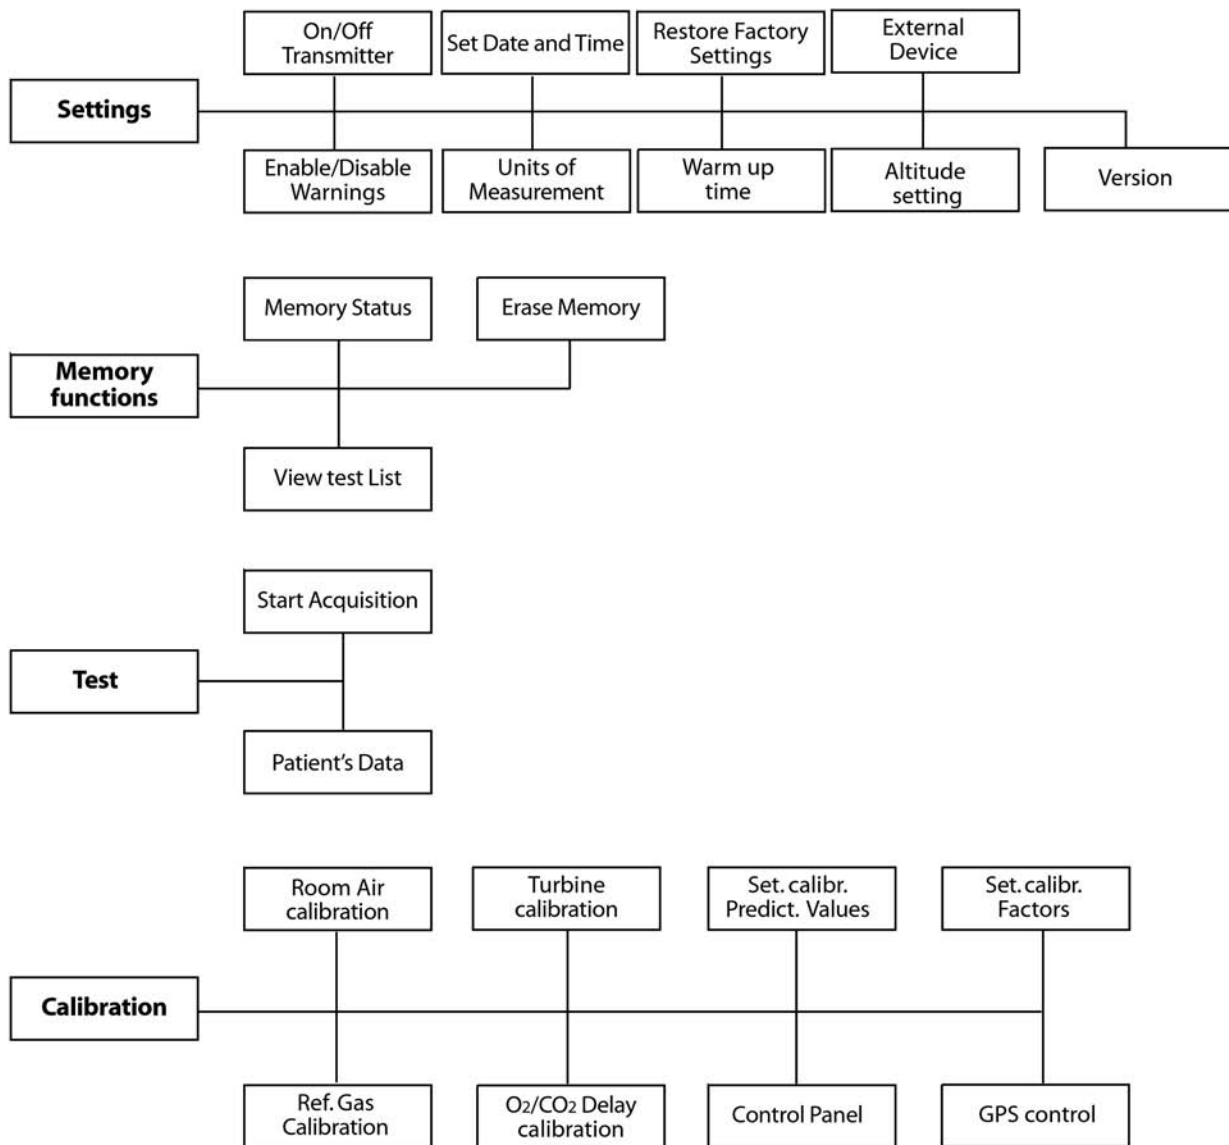 On/Off
Transmitter
Set Date and Time
Restore Factory
Settings
External
Device
Settings
Enable/Disable
Warnings
Units of
Measurement
Warm up
time
Altitude
setting
Version
Memory Status
Erase Memory
Memory
functions
View test List
Start Acquisition
Test
Patient's Data
Room Air
calibration
Turbine
calibration
Set. calibr.
Predict. Values
Set. calibr.
Factors
Calibration
Ref. Gas
Calibration
O2/CO2 Delay
calibration
Control Panel
GPS control